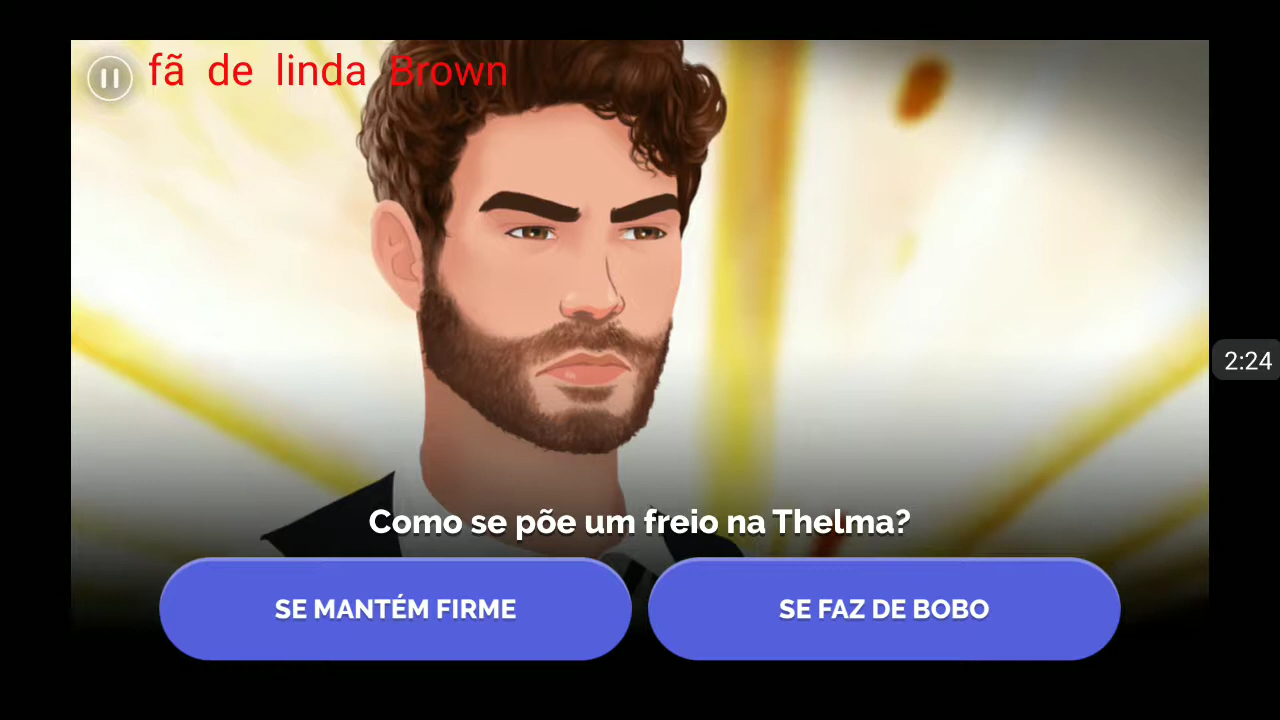 fã de linda Brown
2:24
Como se põe um freio na Thelma?
SE MANTÉM FIRME
SE FAZ DE BOBO